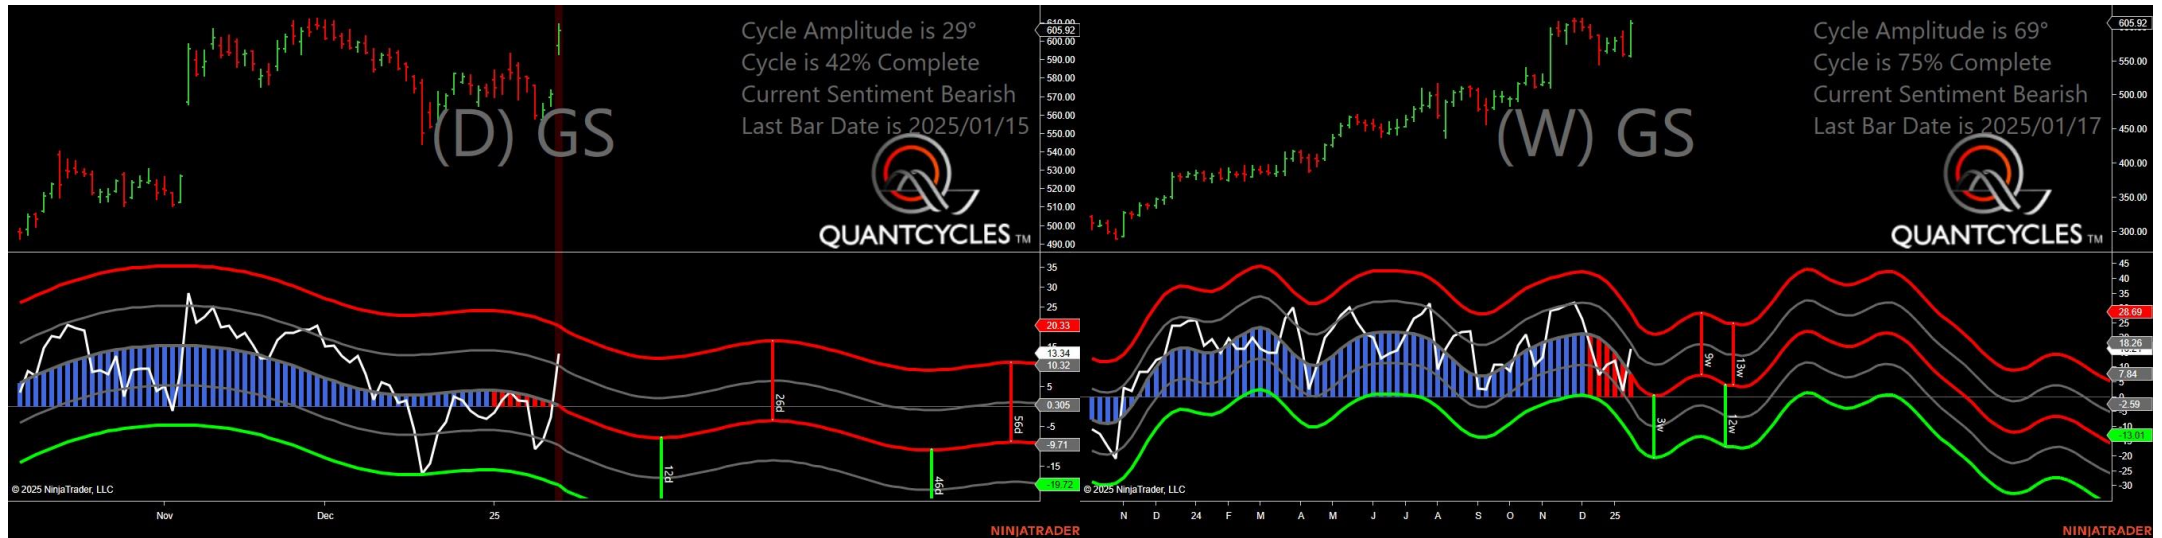 Cycle Amplitude is 29°
Cycle is 42% Complete
Current Sentiment Bearish
Last Bar Date is 2025/01/15
(D) GS
QUANTCYCLES TM
605.92
600.00
590.00
580.00
570.00
560.00
550.00
540.00
530.00
520.00
510.00
500.00
490.00
35
30
25
20.33
13.34
10.32
5
0.305
-5
-9.71
-15
-19.72
12d
26d
46d
56d
© 2025 NinjaTrader, LLC
Nov
Dec
25
NINJATRADER
Cycle Amplitude is 69°
Cycle is 75% Complete
Current Sentiment Bearish
Last Bar Date is 2025/01/17
(W) GS
QUANTCYCLES TM
605.92
550.00
500.00
450.00
400.00
350.00
300.00
45
40
35
28.69
25
18.26
7.84
-2.59
-13.01
-20
-25
-30
3w
9w
12w
13w
© 2025 NinjaTrader, LLC
N D 24 F M A M J J A S O N D 25
NINJATRADER